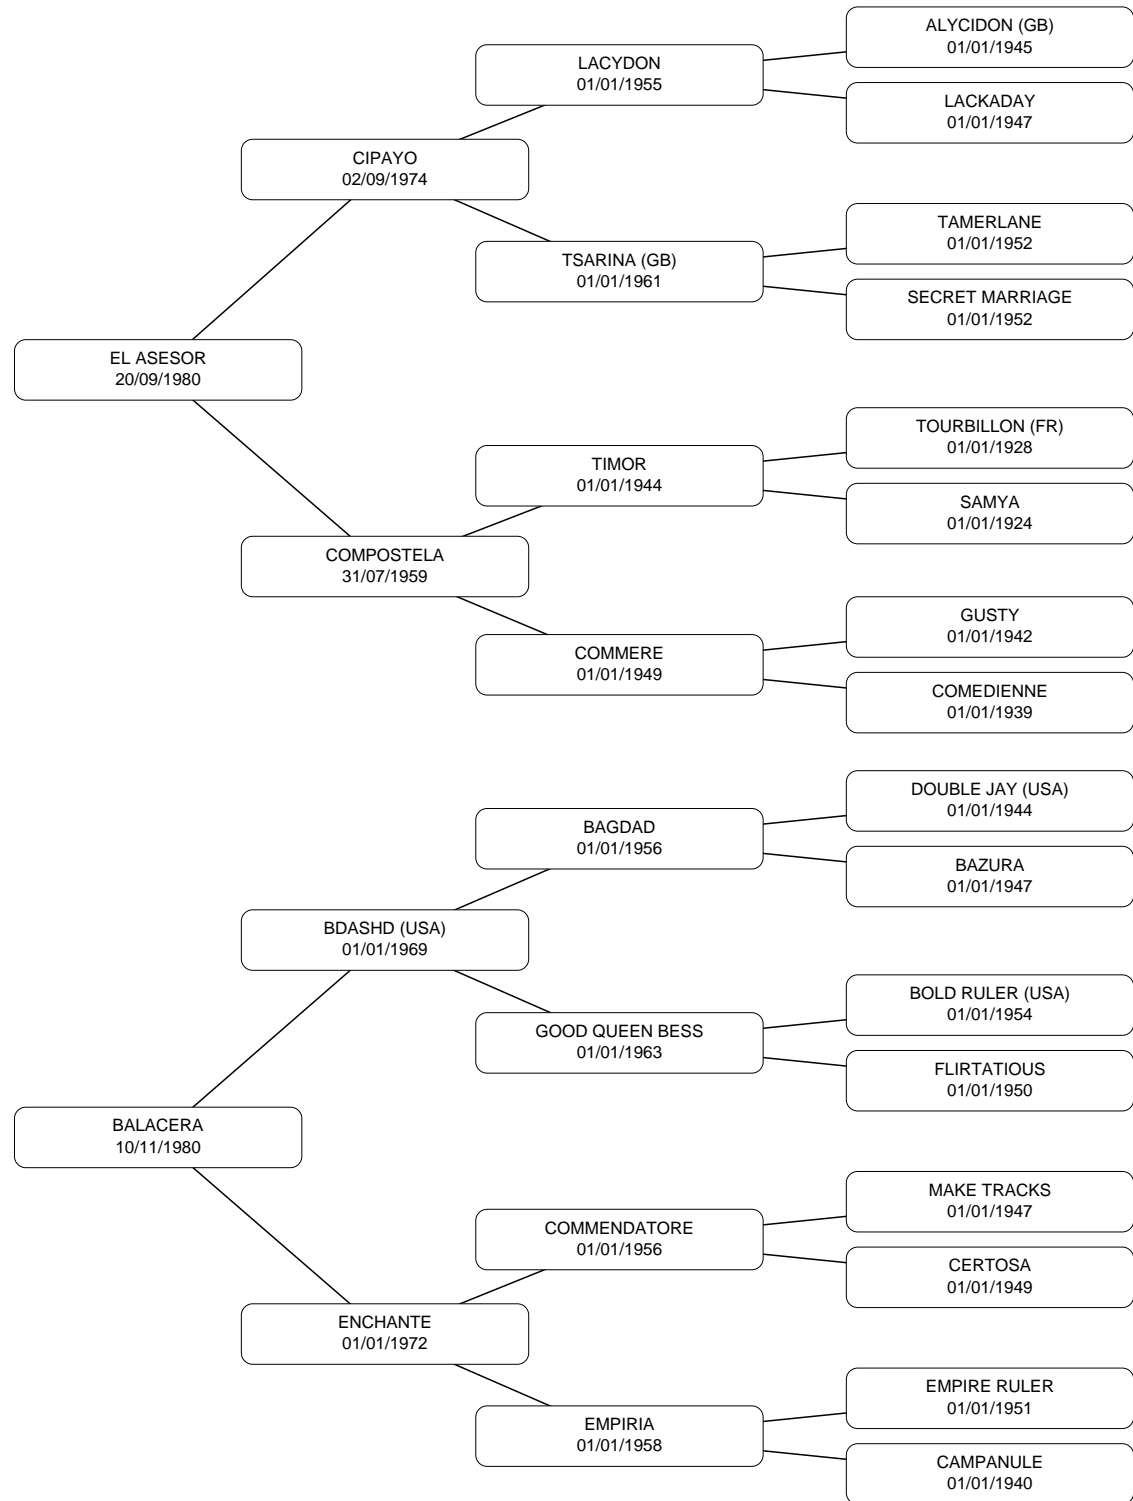 ALYCIDON (GB)
01/01/1945
LACYDON
01/01/1955
LACKADAY
01/01/1947
CIPAYO
02/09/1974
TAMERLANE
01/01/1952
TSARINA (GB)
01/01/1961
SECRET MARRIAGE
01/01/1952
EL ASESOR
20/09/1980
TOURBILLON (FR)
01/01/1928
TIMOR
01/01/1944
SAMYA
01/01/1924
COMPOSTELA
31/07/1959
GUSTY
01/01/1942
COMMERE
01/01/1949
COMEDIENNE
01/01/1939
DOUBLE JAY (USA)
01/01/1944
BAGDAD
01/01/1956
BAZURA
01/01/1947
BDASHD (USA)
01/01/1969
BOLD RULER (USA)
01/01/1954
GOOD QUEEN BESS
01/01/1963
FLIRTATIOUS
01/01/1950
BALACERA
10/11/1980
MAKE TRACKS
01/01/1947
COMMENDATORE
01/01/1956
CERTOSA
01/01/1949
ENCHANTE
01/01/1972
EMPIRE RULER
01/01/1951
EMPIRIA
01/01/1958
CAMPANULE
01/01/1940